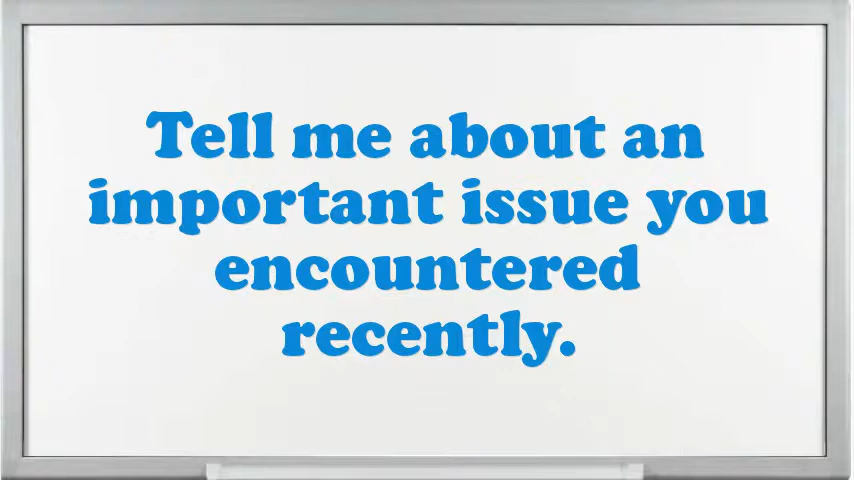 Tell me about an
important issue you
encountered
recently.